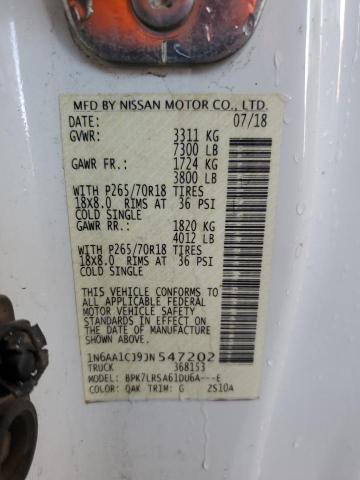 MFD BY NISSAN MOTOR CO., LTD.
DATE: 07/18
GVWR: 3311 KG
7300 LB
GAWR FR.: 1724 KG
3800 LB
WITH P265/70R18 TIRES
18X8.0 RIMS AT 36 PSI
COLD SINGLE
GAWR RR.: 1820 KG
4012 LB
WITH P265/70R18 TIRES
18X8.0 RIMS AT 36 PSI
COLD SINGLE
THIS VEHICLE CONFORMS TO
ALL APPLICABLE FEDERAL
MOTOR VEHICLE SAFETY
STANDARDS IN EFFECT ON
THE DATE OF MANUFACTURE
SHOWN ABOVE.
1N6AA1CJ9JN547202
TRUCK 368153
MODEL: BPK7LRSA61DU6A---E
COLOR: QAK TRIM: G 2S10A